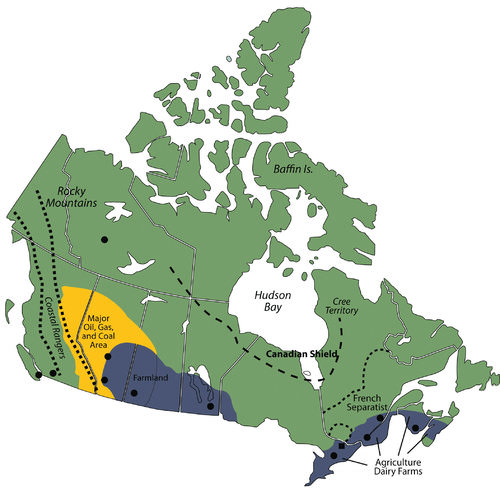 Baffin Is.
Rocky
Mountains
Hudson
Bay
Cree
Territory
Coastal Rangers
Major
Oil, Gas,
and Coal
Area
Canadian Shield
Farmland
French
Separatist
Agriculture
Dairy Farms